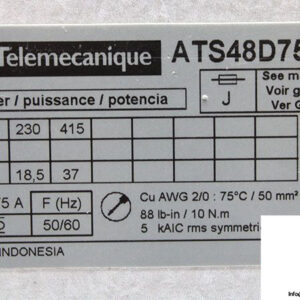 Telemecanique ATS48D75
er / puissance / potencia
J
See m
Voir g
Ver G
230 415
18,5 37
5 A F (Hz)
50/60
Cu AWG 2/0 : 75°C / 50 mm²
88 lb-in / 10 N.m
5 kAIC rms symmetri
INDONESIA